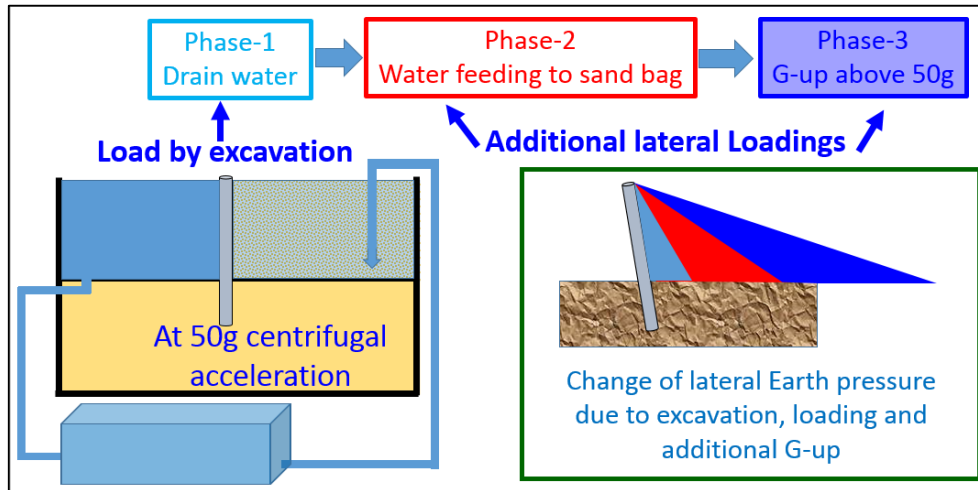 Phase-1
Drain water
Phase-2
Water feeding to sand bag
Phase-3
G-up above 50g
Load by excavation
Additional lateral Loadings
At 50g centrifugal
acceleration
Change of lateral Earth pressure
due to excavation, loading and
additional G-up